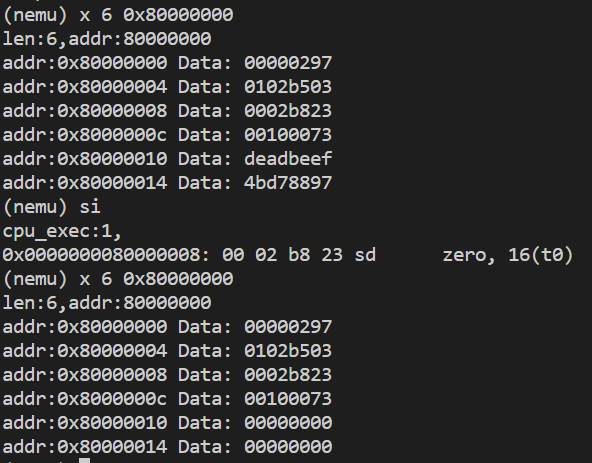 (nemu) x 6 0x80000000
len:6,addr:80000000
addr:0x80000000 Data: 00000297
addr:0x80000004 Data: 0102b503
addr:0x80000008 Data: 0002b823
addr:0x8000000c Data: 00100073
addr:0x80000010 Data: deadbeef
addr:0x80000014 Data: 4bd78897
(nemu) si
cpu_exec:1,
0x0000000080000008: 00 02 b8 23 sd      zero, 16(t0)
(nemu) x 6 0x80000000
len:6,addr:80000000
addr:0x80000000 Data: 00000297
addr:0x80000004 Data: 0102b503
addr:0x80000008 Data: 0002b823
addr:0x8000000c Data: 00100073
addr:0x80000010 Data: 00000000
addr:0x80000014 Data: 00000000